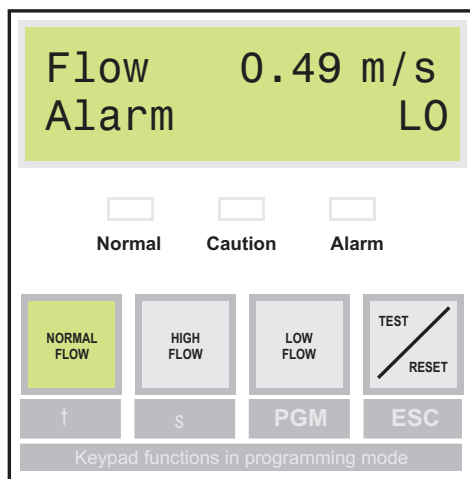 Flow 0.49 m/s
Alarm LO
Normal Caution Alarm
NORMAL FLOW
HIGH FLOW
LOW FLOW
TEST
RESET
† s PGM ESC
Keypad functions in programming mode